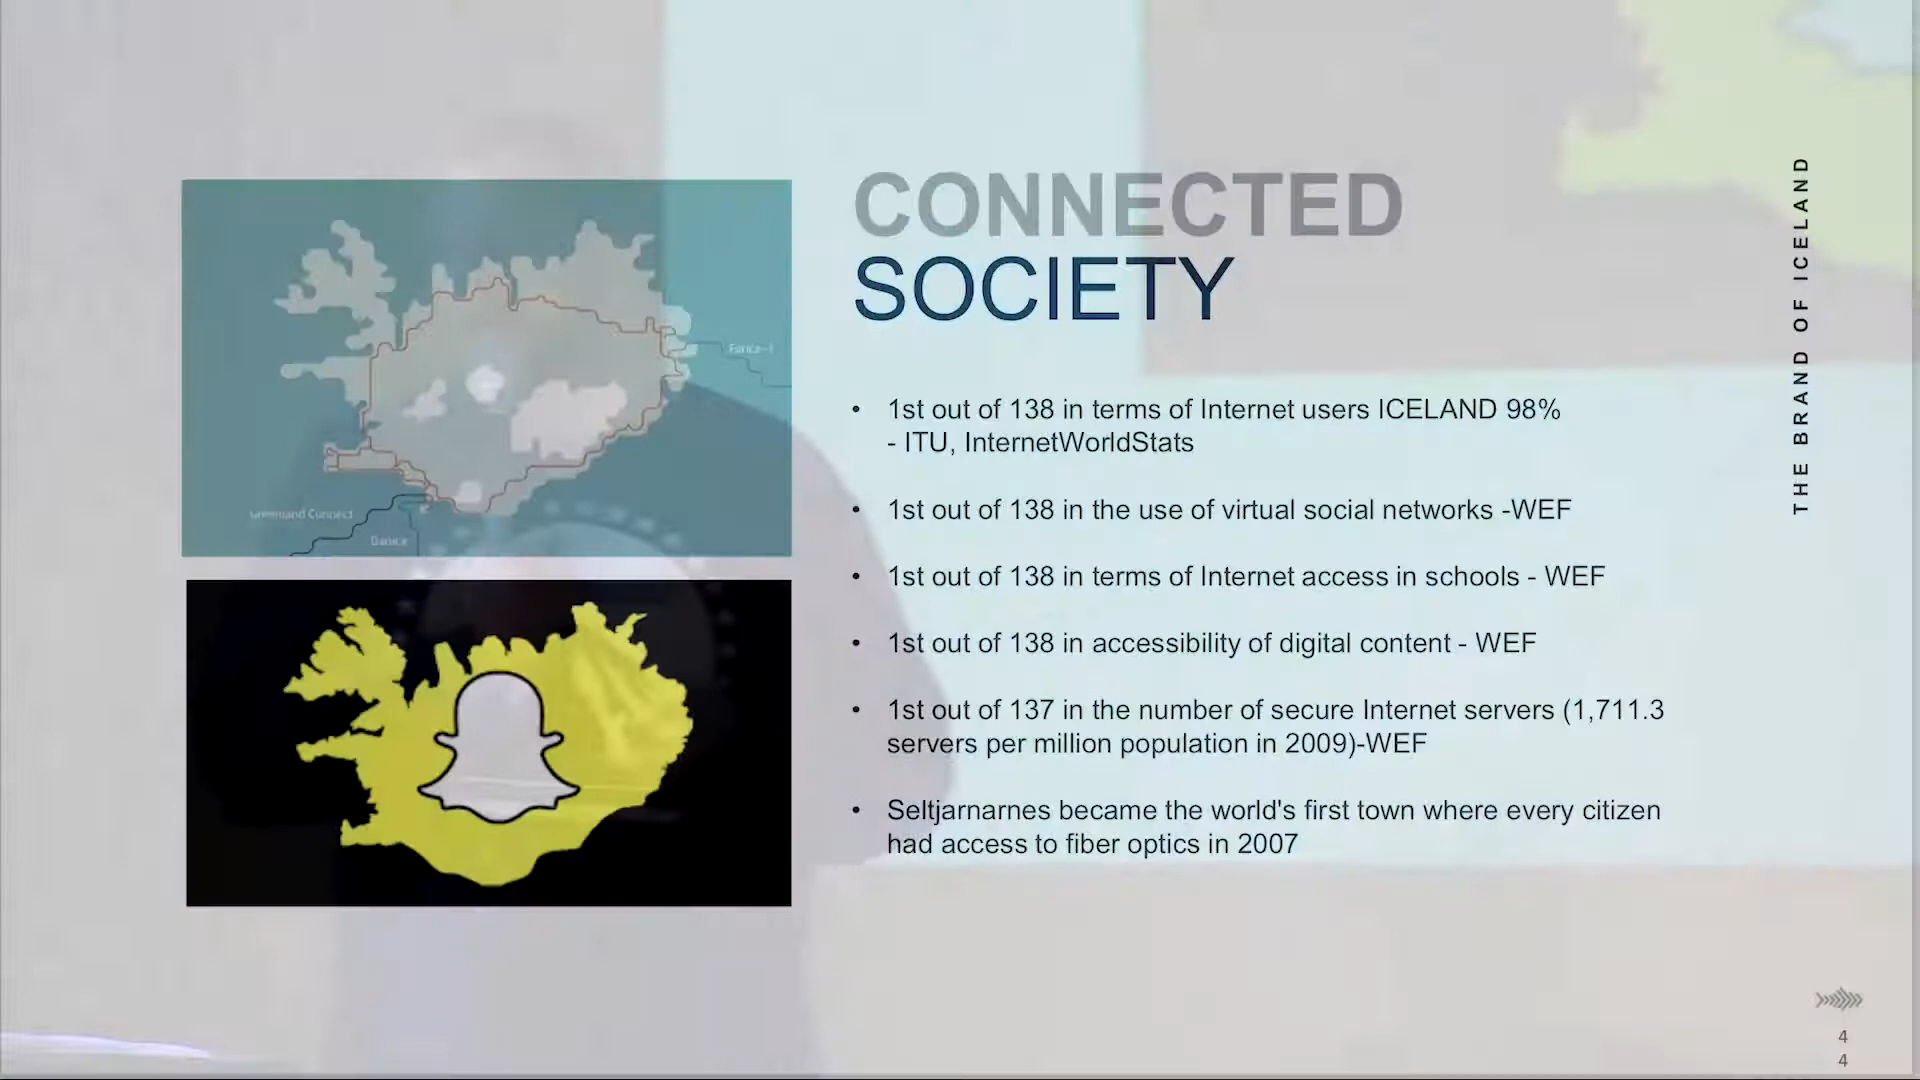 CONNECTED
SOCIETY
• 1st out of 138 in terms of Internet users ICELAND 98%
- ITU, InternetWorldStats
• 1st out of 138 in the use of virtual social networks -WEF
• 1st out of 138 in terms of Internet access in schools - WEF
• 1st out of 138 in accessibility of digital content - WEF
• 1st out of 137 in the number of secure Internet servers (1,711.3
servers per million population in 2009)-WEF
• Seltjarnarnes became the world's first town where every citizen
had access to fiber optics in 2007
THE BRAND OF ICELAND
Greenland Connect
4
4